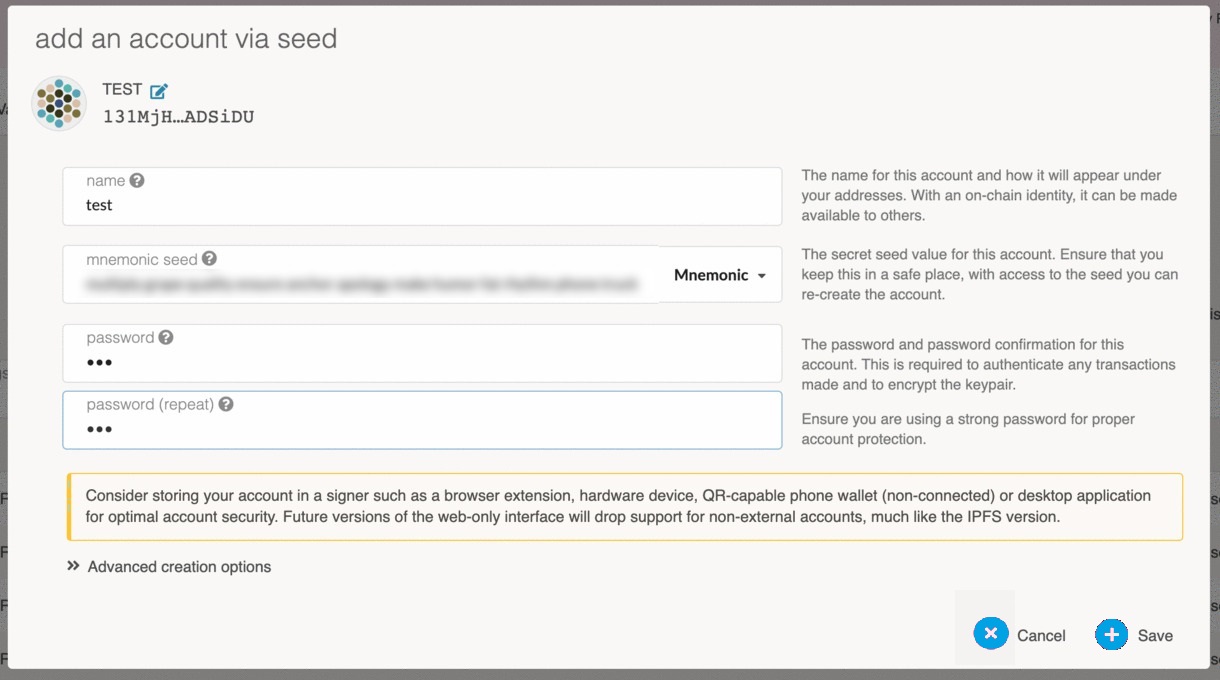 add an account via seed
TEST
131MjH…ADSiDU
name
test
The name for this account and how it will appear under
your addresses. With an on-chain identity, it can be made
available to others.
mnemonic seed
Mnemonic
The secret seed value for this account. Ensure that you
keep this in a safe place, with access to the seed you can
re-create the account.
password
•••
The password and password confirmation for this
account. This is required to authenticate any transactions
made and to encrypt the keypair.
password (repeat)
•••
Ensure you are using a strong password for proper
account protection.
Consider storing your account in a signer such as a browser extension, hardware device, QR-capable phone wallet (non-connected) or desktop application
for optimal account security. Future versions of the web-only interface will drop support for non-external accounts, much like the IPFS version.
Advanced creation options
Cancel
Save